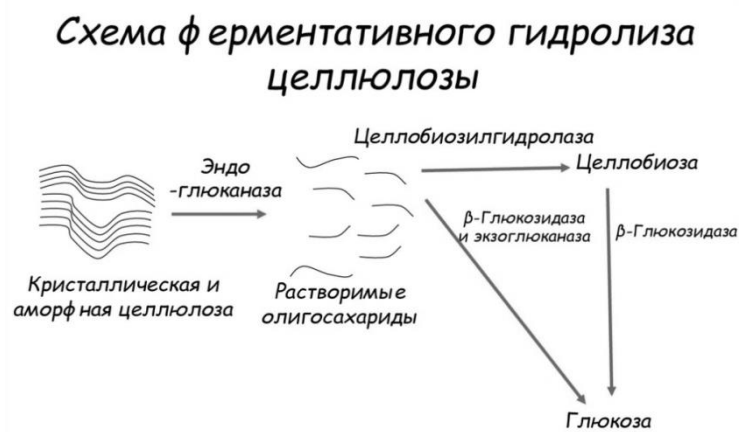 Схема ферментативного гидролиза
целлюлозы
Целлобиозилгидролаза
Эндо
-глюканаза
Целлобиоза
β-Глюкозидаза
и экзоглюканаза
β-Глюкозидаза
Кристаллическая и
аморфная целлюлоза
Растворимые
олигосахариды
Глюкоза